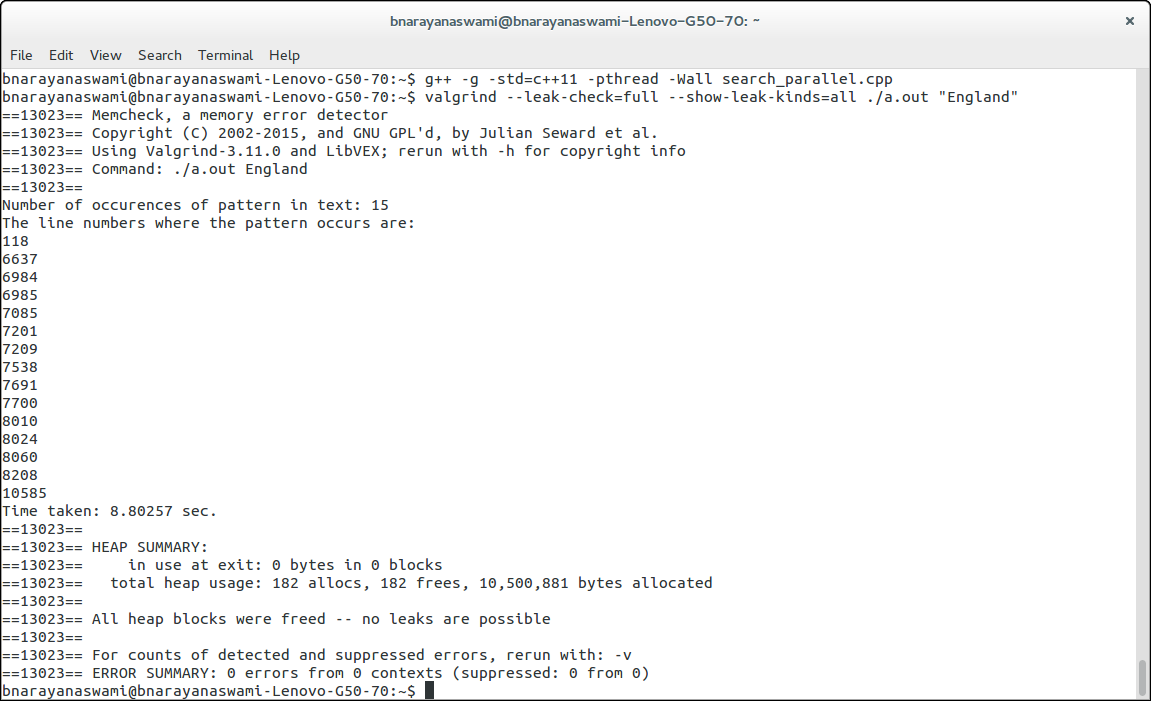 bnarayanaswami@bnarayanaswami-Lenovo-G50-70: ~
×
File Edit View Search Terminal Help
bnarayanaswami@bnarayanaswami-Lenovo-G50-70:~$ g++ -g -std=c++11 -pthread -Wall search_parallel.cpp
bnarayanaswami@bnarayanaswami-Lenovo-G50-70:~$ valgrind --leak-check=full --show-leak-kinds=all ./a.out "England"
==13023== Memcheck, a memory error detector
==13023== Copyright (C) 2002-2015, and GNU GPL'd, by Julian Seward et al.
==13023== Using Valgrind-3.11.0 and LibVEX; rerun with -h for copyright info
==13023== Command: ./a.out England
==13023==
Number of occurences of pattern in text: 15
The line numbers where the pattern occurs are:
118
6637
6984
6985
7085
7201
7209
7538
7691
7700
8010
8024
8060
8208
10585
Time taken: 8.80257 sec.
==13023==
==13023== HEAP SUMMARY:
==13023==     in use at exit: 0 bytes in 0 blocks
==13023==   total heap usage: 182 allocs, 182 frees, 10,500,881 bytes allocated
==13023==
==13023== All heap blocks were freed -- no leaks are possible
==13023==
==13023== For counts of detected and suppressed errors, rerun with: -v
==13023== ERROR SUMMARY: 0 errors from 0 contexts (suppressed: 0 from 0)
bnarayanaswami@bnarayanaswami-Lenovo-G50-70:~$